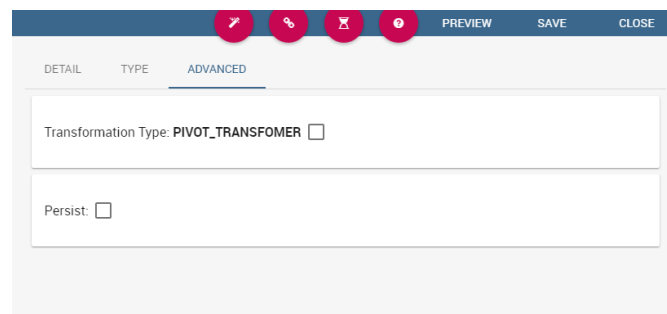 PREVIEW SAVE CLOSE
DETAIL TYPE ADVANCED
Transformation Type: PIVOT_TRANSFOMER
Persist: